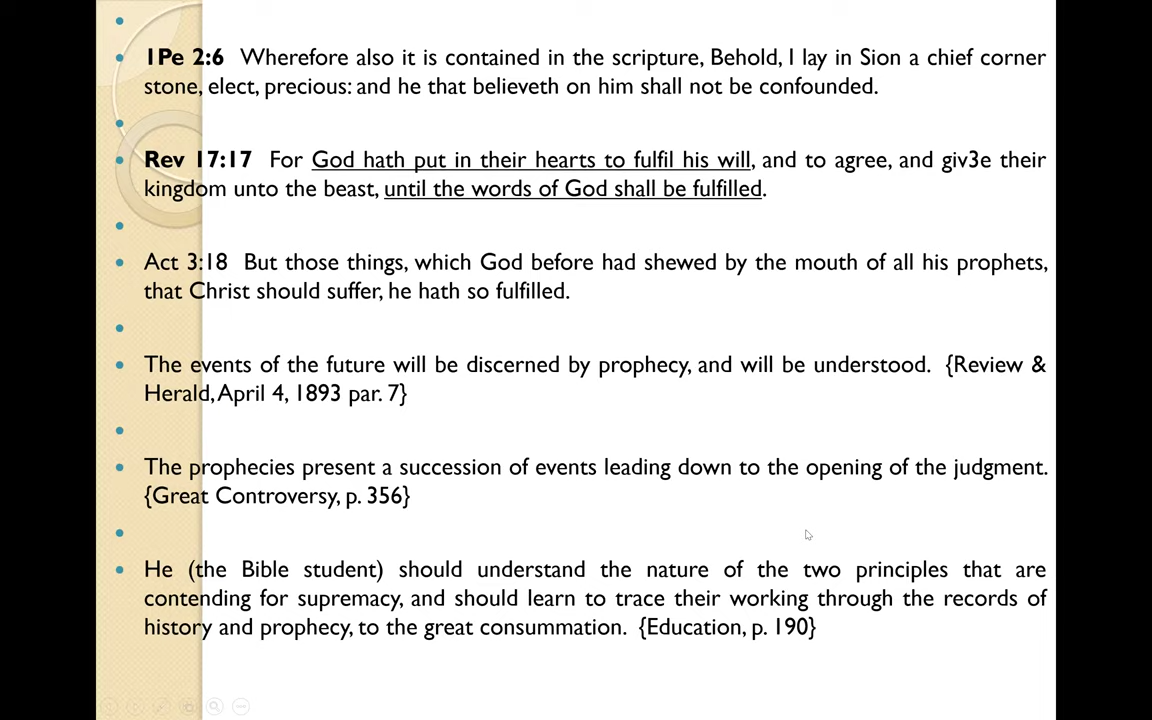 1Pe 2:6 Wherefore also it is contained in the scripture, Behold, I lay in Sion a chief corner
stone, elect, precious: and he that believeth on him shall not be confounded.
Rev 17:17 For God hath put in their hearts to fulfil his will, and to agree, and giv3e their
kingdom unto the beast, until the words of God shall be fulfilled.
Act 3:18 But those things, which God before had shewed by the mouth of all his prophets,
that Christ should suffer, he hath so fulfilled.
The events of the future will be discerned by prophecy, and will be understood. {Review &
Herald, April 4, 1893 par. 7}
The prophecies present a succession of events leading down to the opening of the judgment.
{Great Controversy, p. 356}
He (the Bible student) should understand the nature of the two principles that are
contending for supremacy, and should learn to trace their working through the records of
history and prophecy, to the great consummation. {Education, p. 190}